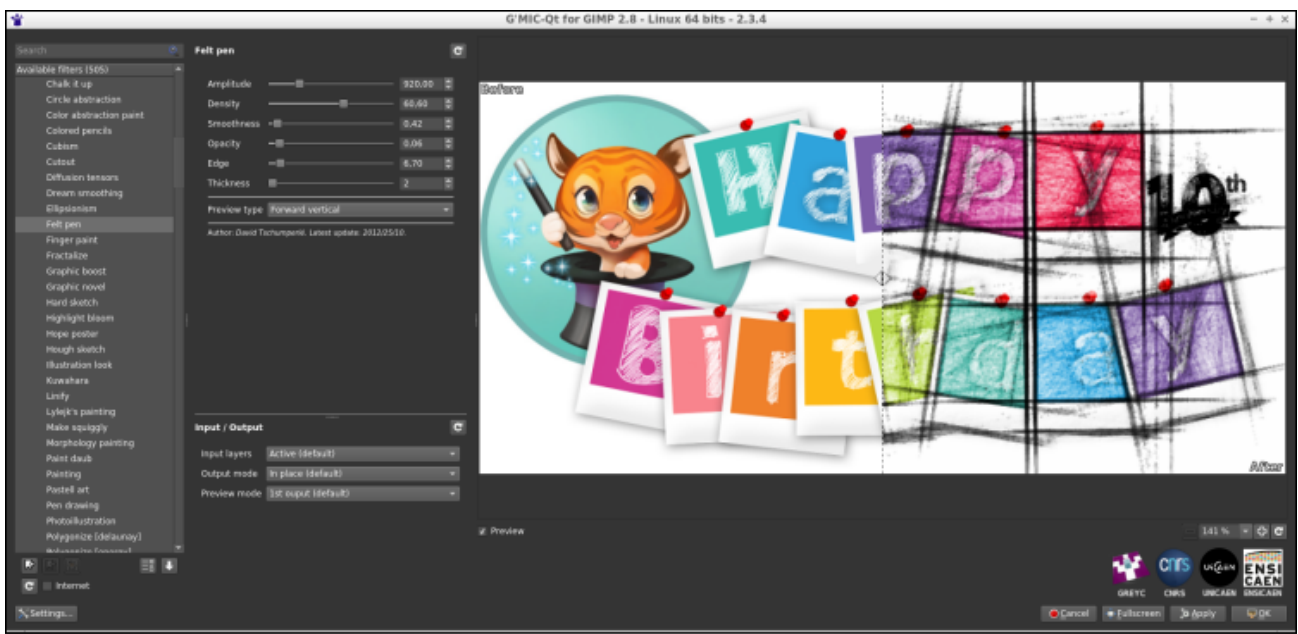 G'MIC-Qt for GIMP 2.8 - Linux 64 bits - 2.3.4
Search
Available filters (505)
Chalk it up
Circle abstraction
Color abstraction paint
Colored pencils
Cubism
Cutout
Diffusion tensors
Dream smoothing
Ellipsionism
Felt pen
Finger paint
Fractalize
Graphic boost
Graphic novel
Hard sketch
Highlight bloom
Hope poster
Hough sketch
Illustration look
Kuwahara
Linify
Lylejk's painting
Make squiggly
Morphology painting
Paint daub
Painting
Pastell art
Pen drawing
Photoillustration
Polygonize [delaunay]
Internet
Settings...
Felt pen
Amplitude 920.00
Density 60.60
Smoothness 0.42
Opacity 0.06
Edge 6.70
Thickness 2
Preview type Forward vertical
Author: David Tschumperlé. Latest update: 2012/25/10.
Input / Output
Input layers Active (default)
Output mode In place (default)
Preview mode 1st ouput (default)
Before
Happy
10th
Birthday
After
Preview
141 %
CNRS UNICAEN ENSI
CAEN
GREYC CNRS UNICAEN ENSICAEN
Cancel Fullscreen Apply OK